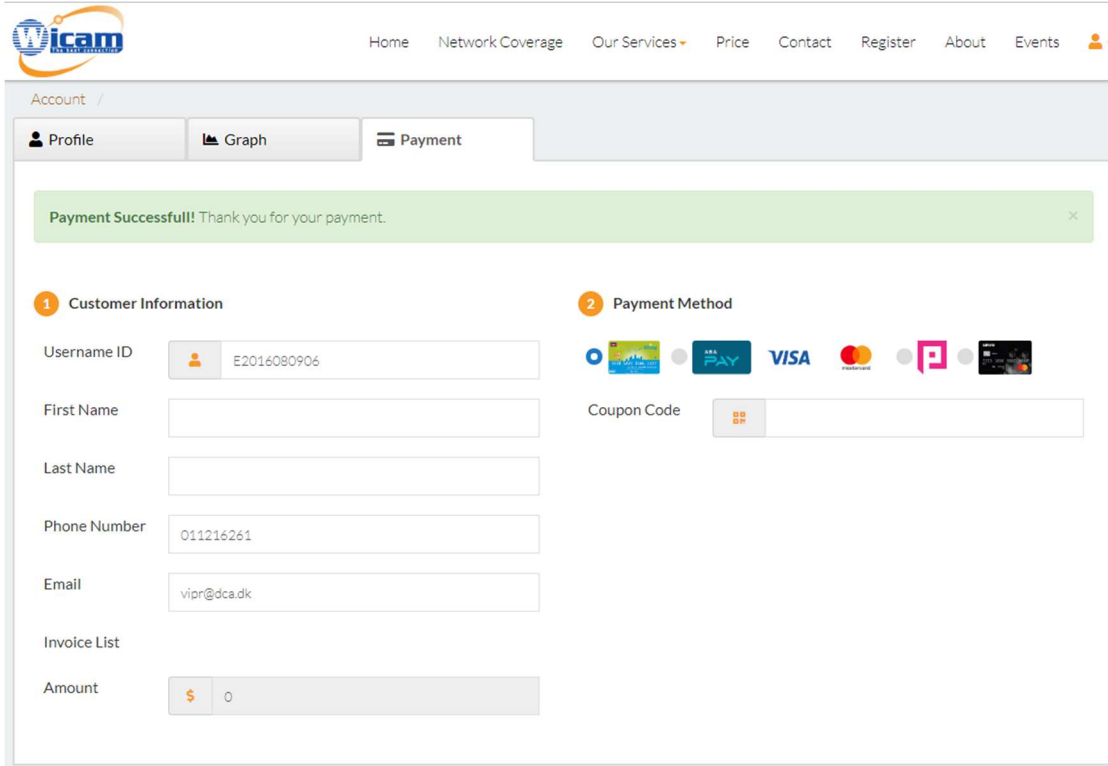 Wicam
The best connection
Home Network Coverage Our Services Price Contact Register About Events
Account /
Profile Graph Payment
Payment Successfull! Thank you for your payment. ×
1 Customer Information
Username ID E2016080906
First Name
Last Name
Phone Number 011216261
Email vipr@dca.dk
Invoice List
Amount $ 0
2 Payment Method
ABA PAY VISA mastercard
Coupon Code